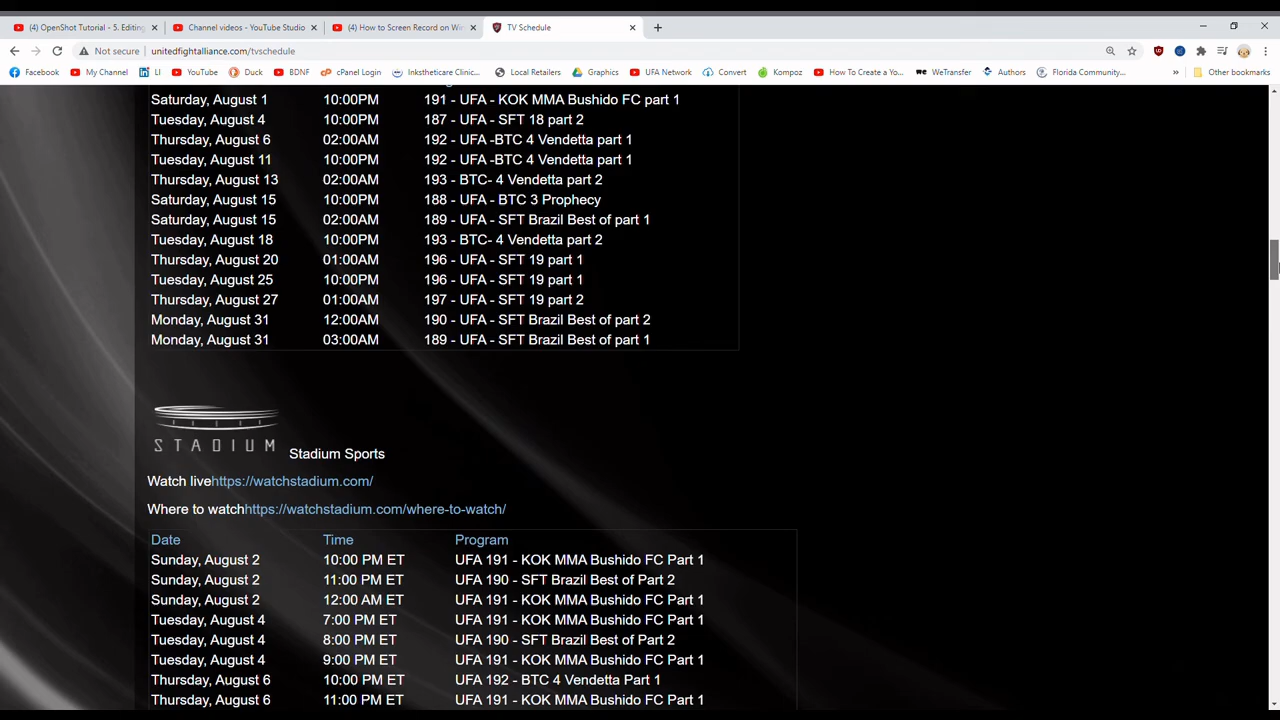 (4) OpenShot Tutorial - 5. Editing
Channel videos - YouTube Studio
(4) How to Screen Record on Win
TV Schedule
Not secure
unitedfightalliance.com/tvschedule
Facebook
My Channel
LI
YouTube
Duck
BDNF
cPanel Login
Inkstheticare Clinic...
Local Retailers
Graphics
UFA Network
Convert
Kompoz
How To Create a Yo...
WeTransfer
Authors
Florida Community...
Other bookmarks
Saturday, August 1 10:00PM 191 - UFA - KOK MMA Bushido FC part 1
Tuesday, August 4 10:00PM 187 - UFA - SFT 18 part 2
Thursday, August 6 02:00AM 192 - UFA -BTC 4 Vendetta part 1
Tuesday, August 11 10:00PM 192 - UFA -BTC 4 Vendetta part 1
Thursday, August 13 02:00AM 193 - BTC- 4 Vendetta part 2
Saturday, August 15 10:00PM 188 - UFA - BTC 3 Prophecy
Saturday, August 15 02:00AM 189 - UFA - SFT Brazil Best of part 1
Tuesday, August 18 10:00PM 193 - BTC- 4 Vendetta part 2
Thursday, August 20 01:00AM 196 - UFA - SFT 19 part 1
Tuesday, August 25 10:00PM 196 - UFA - SFT 19 part 1
Thursday, August 27 01:00AM 197 - UFA - SFT 19 part 2
Monday, August 31 12:00AM 190 - UFA - SFT Brazil Best of part 2
Monday, August 31 03:00AM 189 - UFA - SFT Brazil Best of part 1
STADIUM Stadium Sports
Watch livehttps://watchstadium.com/
Where to watchhttps://watchstadium.com/where-to-watch/
Date Time Program
Sunday, August 2 10:00 PM ET UFA 191 - KOK MMA Bushido FC Part 1
Sunday, August 2 11:00 PM ET UFA 190 - SFT Brazil Best of Part 2
Sunday, August 2 12:00 AM ET UFA 191 - KOK MMA Bushido FC Part 1
Tuesday, August 4 7:00 PM ET UFA 191 - KOK MMA Bushido FC Part 1
Tuesday, August 4 8:00 PM ET UFA 190 - SFT Brazil Best of Part 2
Tuesday, August 4 9:00 PM ET UFA 191 - KOK MMA Bushido FC Part 1
Thursday, August 6 10:00 PM ET UFA 192 - BTC 4 Vendetta Part 1
Thursday, August 6 11:00 PM ET UFA 191 - KOK MMA Bushido FC Part 1